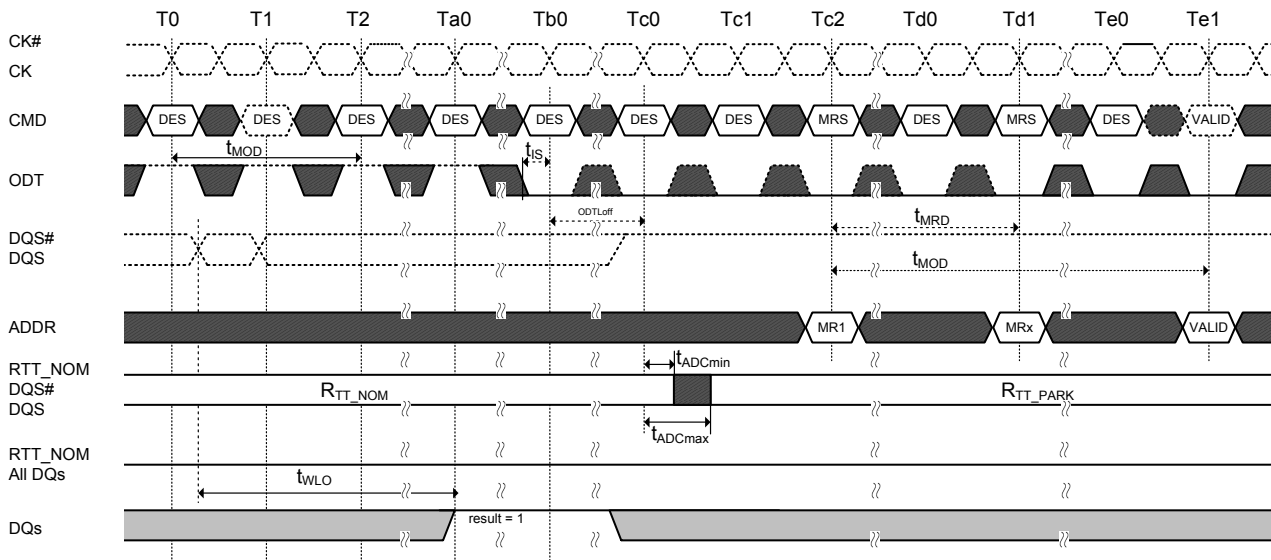 T0 T1 T2 Ta0 Tb0 Tc0 Tc1 Tc2 Td0 Td1 Te0 Te1
CK#
CK
CMD DES DES DES DES DES DES DES MRS DES MRS DES VALID
tMOD tIS
ODT
ODTLoff tMRD
DQS#
DQS
tMOD
ADDR MR1 MRx VALID
RTT_NOM
DQS#
DQS
tADCmin
RTT_NOM RTT_PARK
tADCmax
RTT_NOM
All DQs
tWLO
DQs result = 1